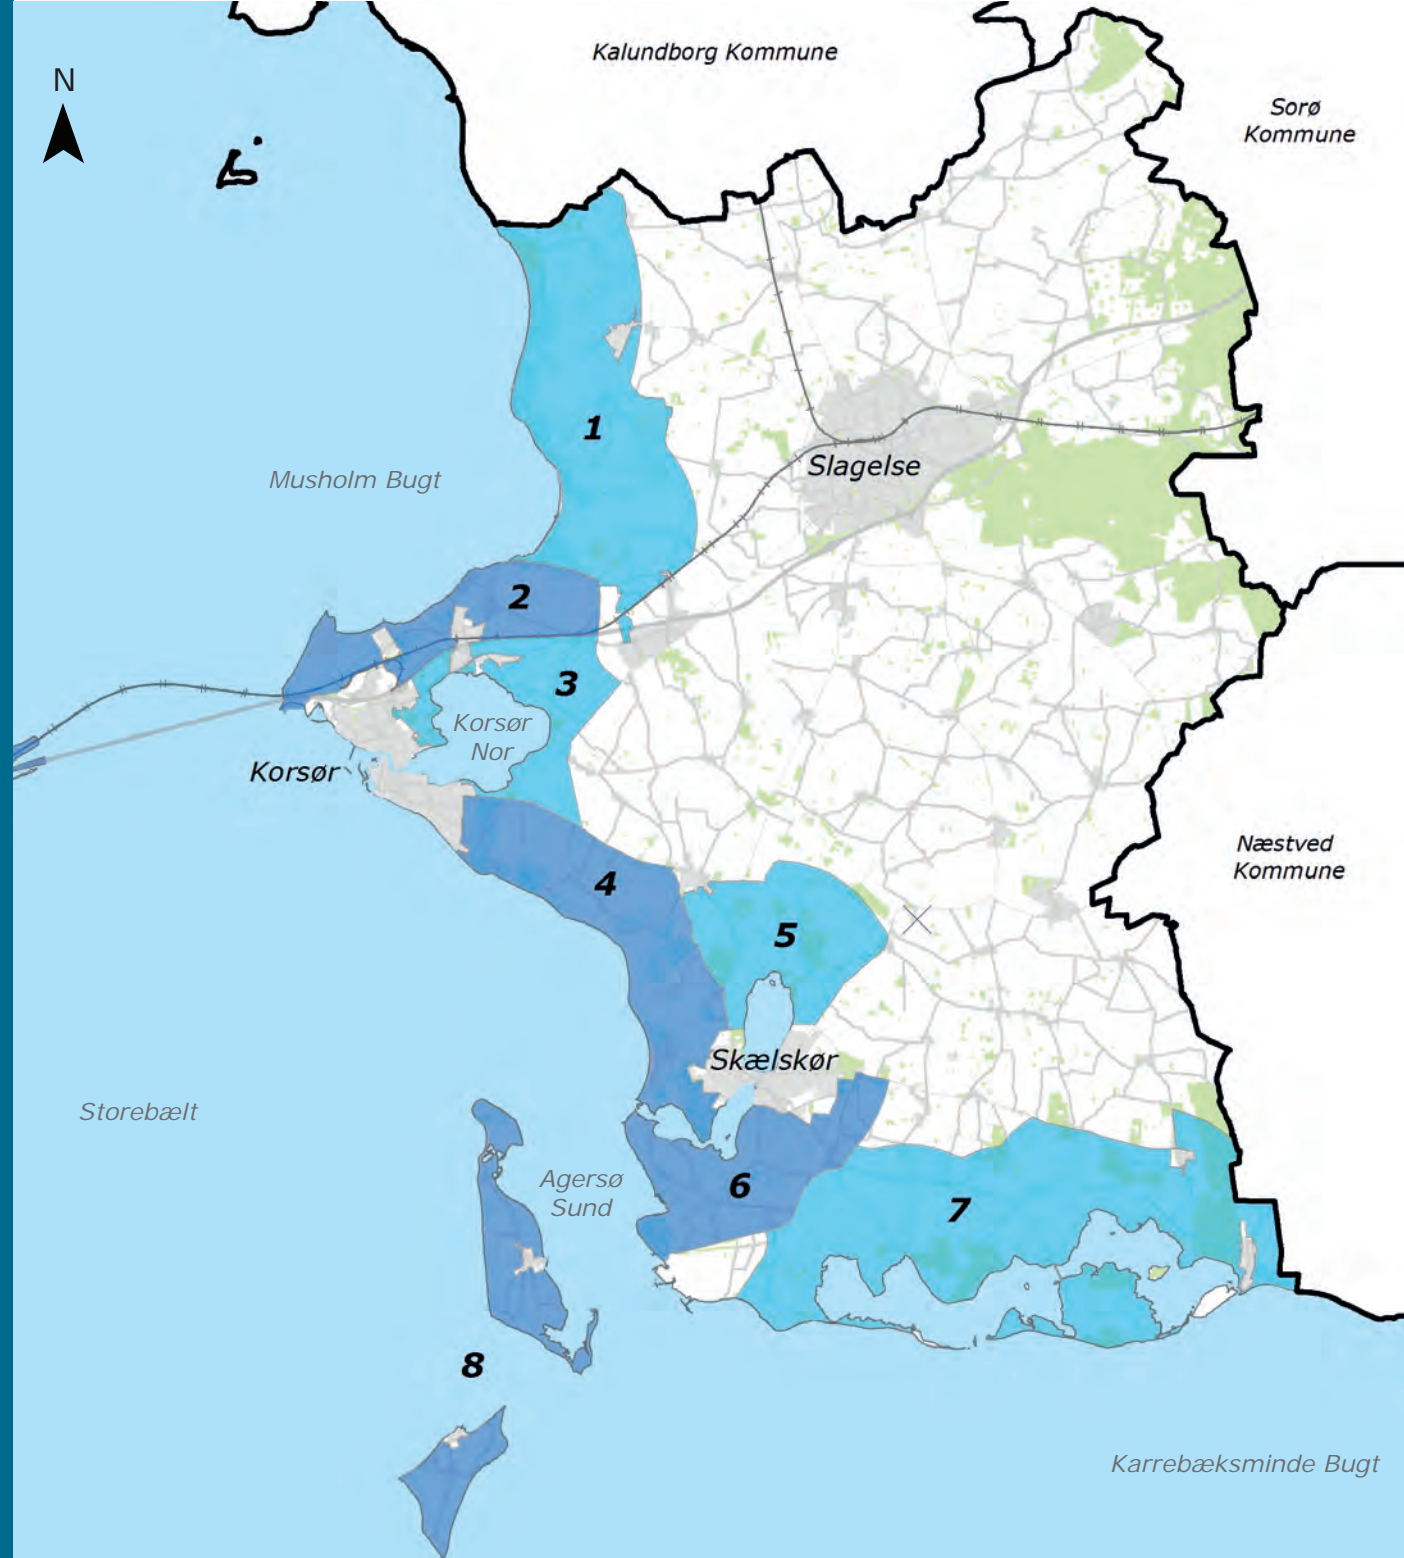 Kalundborg Kommune
N
Sorø
Kommune
1
Slagelse
Musholm Bugt
2
3
Korsør
Nor
Korsør
Næstved
Kommune
4
5
Skælskør
Storebælt
Agersø
Sund
6
7
8
Karrebæksminde Bugt